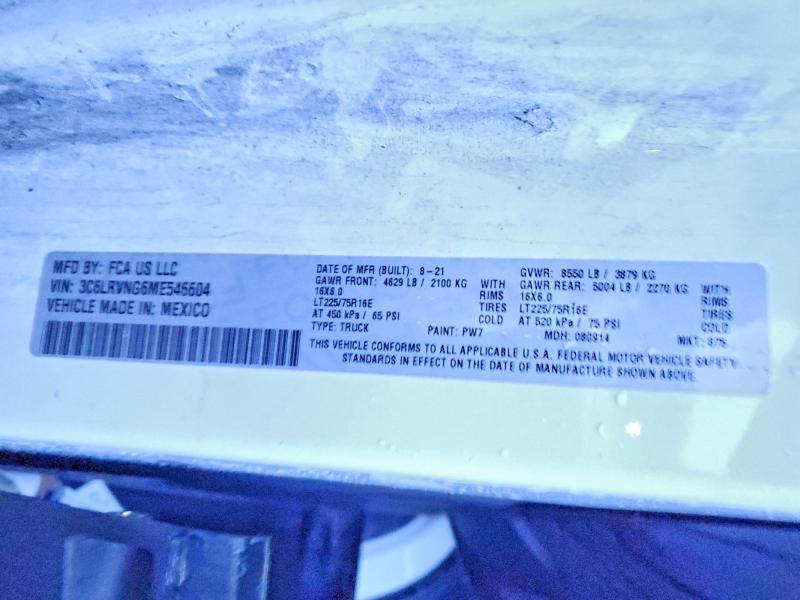 MFD BY: FCA US LLC
VIN: 3C6LRVNG6ME546604
VEHICLE MADE IN: MEXICO
DATE OF MFR (BUILT): 8-21
GAWR FRONT: 4629 LB / 2100 KG WITH
16X6.0 RIMS
LT225/75R16E TIRES
AT 450 kPa / 65 PSI COLD
TYPE: TRUCK PAINT: PW7
GVWR: 8550 LB / 3879 KG
GAWR REAR: 5004 LB / 2270 KG WITH
16X6.0 RIMS
LT225/75R16E TIRES
AT 520 kPa / 75 PSI COLD
MDH: 080914 MKT: 875
THIS VEHICLE CONFORMS TO ALL APPLICABLE U.S.A. FEDERAL MOTOR VEHICLE SAFETY
STANDARDS IN EFFECT ON THE DATE OF MANUFACTURE SHOWN ABOVE.